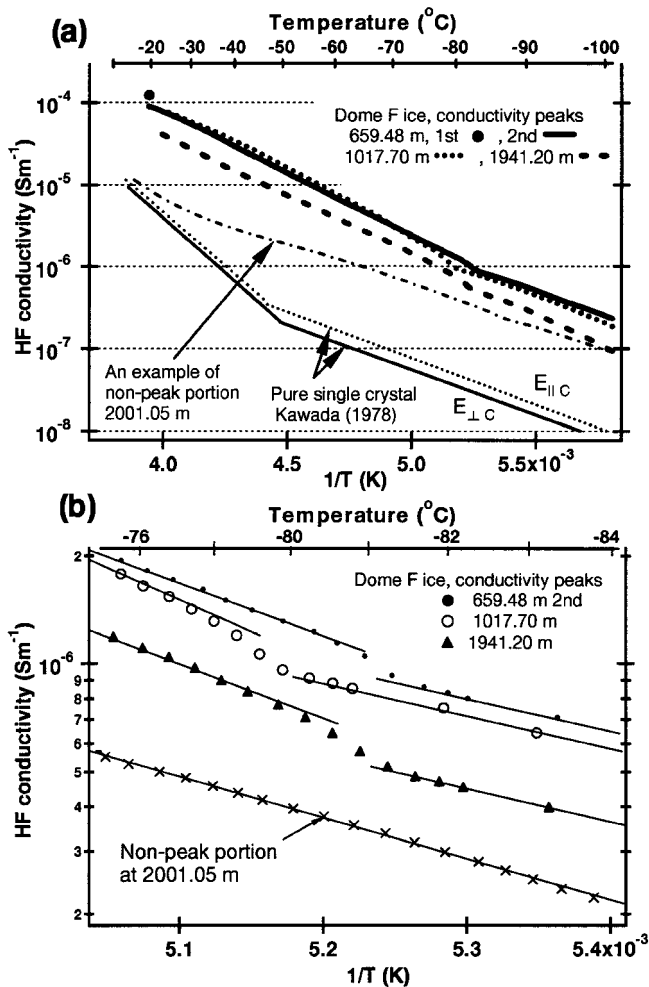 (a)
Temperature (°C)
-20 -30 -40 -50 -60 -70 -80 -90 -100
Dome F ice, conductivity peaks
659.48 m, 1st ● , 2nd
1017.70 m , 1941.20 m
HF conductivity (Sm⁻¹)
10⁻⁴
10⁻⁵
10⁻⁶
10⁻⁷
10⁻⁸
An example of
non-peak portion
2001.05 m
Pure single crystal
Kawada (1978)
E∥ C
E⊥ C
4.0 4.5 5.0 5.5x10⁻³
1/T (K)
(b)
Temperature (°C)
-76 -80 -82 -84
Dome F ice, conductivity peaks
● 659.48 m 2nd
○ 1017.70 m
▲ 1941.20 m
HF conductivity (Sm⁻¹)
2
10⁻⁶
9
8
7
6
5
4
3
2
Non-peak portion
at 2001.05 m
5.1 5.2 5.3 5.4x10⁻³
1/T (K)